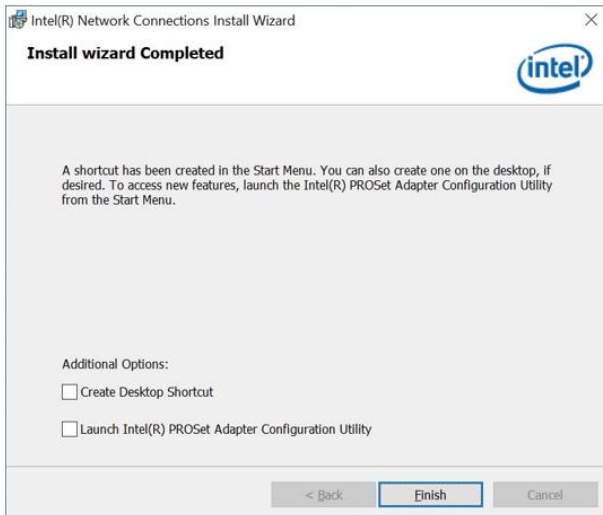 Intel(R) Network Connections Install Wizard
Install wizard Completed
intel
A shortcut has been created in the Start Menu. You can also create one on the desktop, if
desired. To access new features, launch the Intel(R) PROSet Adapter Configuration Utility
from the Start Menu.
Additional Options:
Create Desktop Shortcut
Launch Intel(R) PROSet Adapter Configuration Utility
< Back
Finish
Cancel